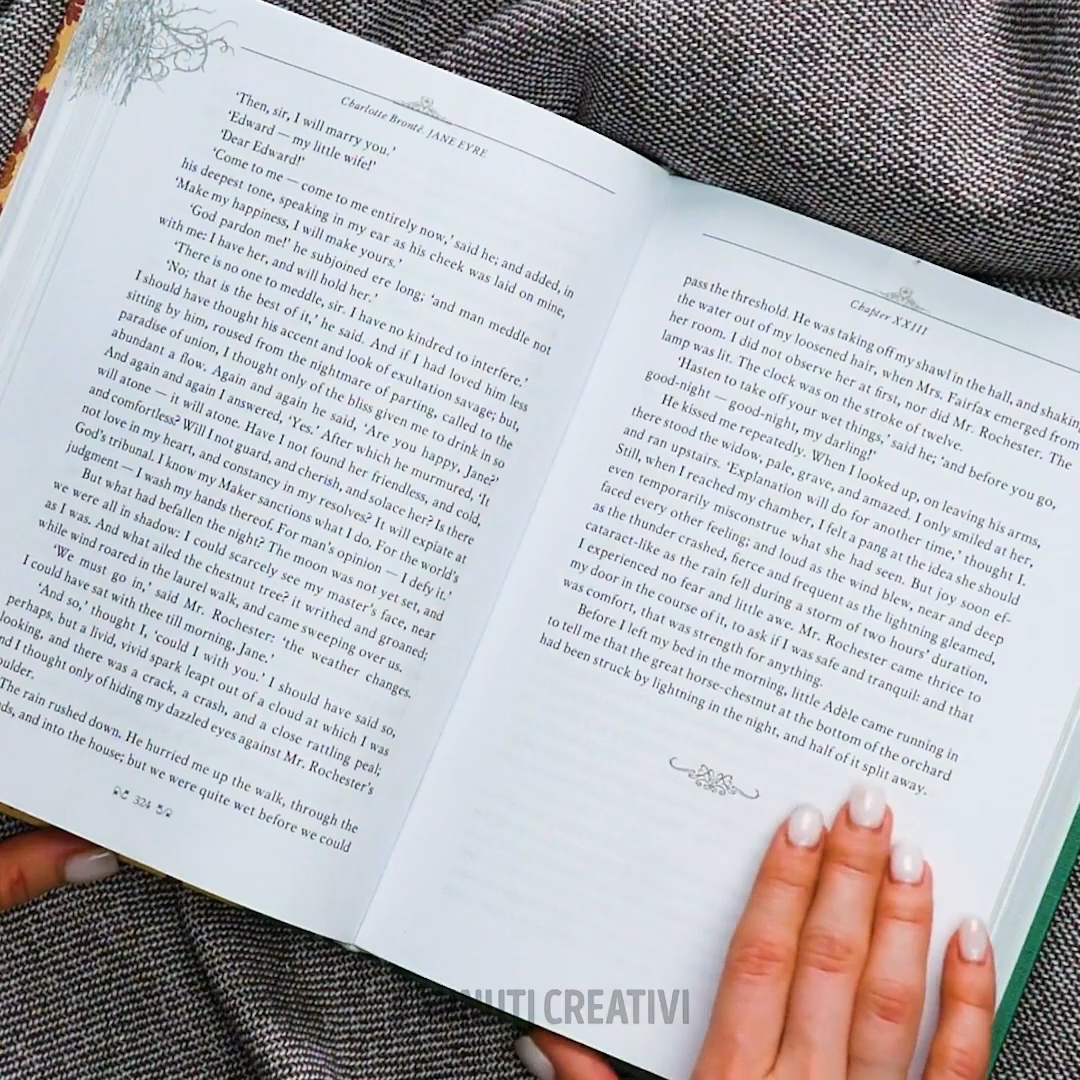 Charlotte Brontë. JANE EYRE
'Then, sir, I will marry you.'
'Edward — my little wife!'
'Dear Edward!'
'Come to me — come to me entirely now,' said he; and added, in
his deepest tone, speaking in my ear as his cheek was laid on mine,
'Make my happiness, I will make yours.'
'God pardon me!' he subjoined ere long; 'and man meddle not
with me: I have her, and will hold her.'
'There is no one to meddle, sir. I have no kindred to interfere.'
'No; that is the best of it,' he said. And if I had loved him less
I should have thought his accent and look of exultation savage; but,
sitting by him, roused from the nightmare of parting, called to the
paradise of union, I thought only of the bliss given me to drink in so
abundant a flow. Again and again he said, 'Are you happy, Jane?'
And again and again I answered, 'Yes.' After which he murmured, 'It
will atone — it will atone. Have I not found her friendless, and cold,
and comfortless? Will I not guard, and cherish, and solace her? Is there
not love in my heart, and constancy in my resolves? It will expiate at
God's tribunal. I know my Maker sanctions what I do. For the world's
judgment — I wash my hands thereof. For man's opinion — I defy it.'
But what had befallen the night? The moon was not yet set, and
we were all in shadow: I could scarcely see my master's face, near
as I was. And what ailed the chestnut tree? it writhed and groaned;
while wind roared in the laurel walk, and came sweeping over us.
'We must go in,' said Mr. Rochester: 'the weather changes.
I could have sat with thee till morning, Jane.'
'And so,' thought I, 'could I with you.' I should have said so,
perhaps, but a livid, vivid spark leapt out of a cloud at which I was
looking, and there was a crack, a crash, and a close rattling peal;
nd I thought only of hiding my dazzled eyes against Mr. Rochester's
oulder.
The rain rushed down. He hurried me up the walk, through the
ds, and into the house; but we were quite wet before we could
324
Chapter XXIII
pass the threshold. He was taking off my shawl in the hall, and shakin
the water out of my loosened hair, when Mrs. Fairfax emerged from
her room. I did not observe her at first, nor did Mr. Rochester. The
lamp was lit. The clock was on the stroke of twelve.
'Hasten to take off your wet things,' said he; 'and before you go,
good-night — good-night, my darling!'
He kissed me repeatedly. When I looked up, on leaving his arms,
there stood the widow, pale, grave, and amazed. I only smiled at her,
and ran upstairs. 'Explanation will do for another time,' thought I.
Still, when I reached my chamber, I felt a pang at the idea she should
even temporarily misconstrue what she had seen. But joy soon ef-
faced every other feeling; and loud as the wind blew, near and deep
as the thunder crashed, fierce and frequent as the lightning gleamed,
cataract-like as the rain fell during a storm of two hours' duration,
I experienced no fear and little awe. Mr. Rochester came thrice to
my door in the course of it, to ask if I was safe and tranquil: and that
was comfort, that was strength for anything.
Before I left my bed in the morning, little Adèle came running in
to tell me that the great horse-chestnut at the bottom of the orchard
had been struck by lightning in the night, and half of it split away.
NUTI CREATIVI